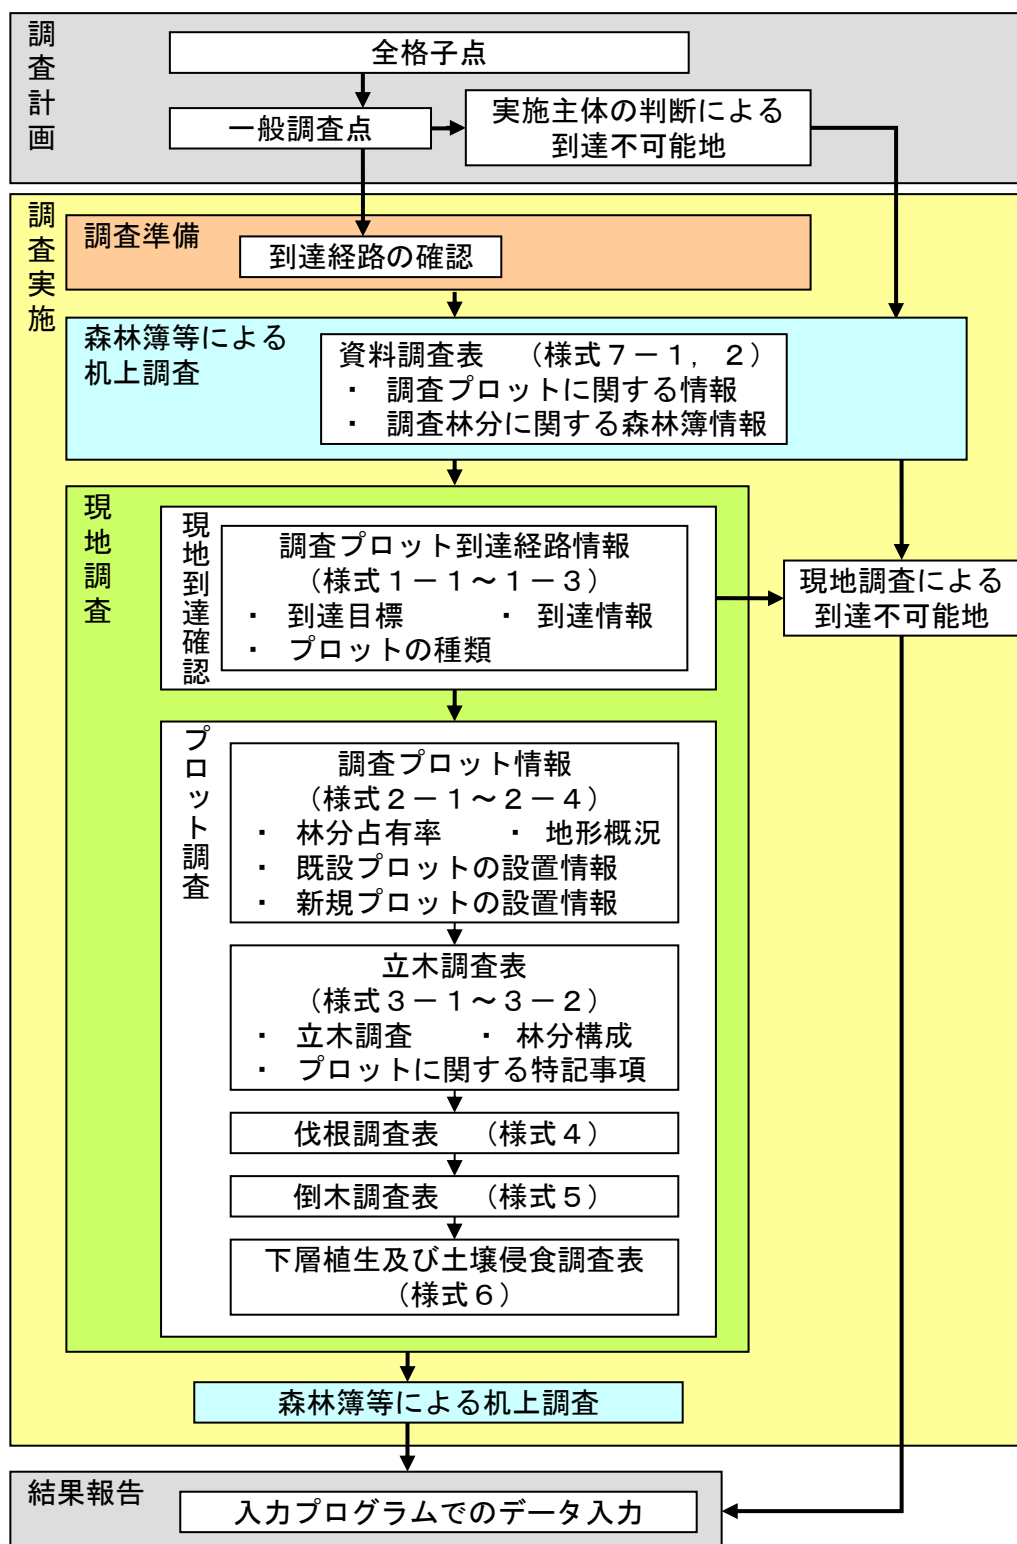 調査計画
全格子点
一般調査点
実施主体の判断による
到達不可能地
調査実施
調査準備
到達経路の確認
森林簿等による
机上調査
資料調査表　（様式７－１，２）
・ 調査プロットに関する情報
・ 調査林分に関する森林簿情報
現地調査
現地到達確認
調査プロット到達経路情報
（様式１－１～１－３）
・ 到達目標　　・ 到達情報
・ プロットの種類
現地調査による
到達不可能地
プロット調査
調査プロット情報
（様式２－１～２－４）
・ 林分占有率　　・ 地形概況
・ 既設プロットの設置情報
・ 新規プロットの設置情報
立木調査表
（様式３－１～３－２）
・ 立木調査　　・ 林分構成
・ プロットに関する特記事項
伐根調査表　（様式４）
倒木調査表　（様式５）
下層植生及び土壌侵食調査表
（様式６）
森林簿等による机上調査
結果報告
入力プログラムでのデータ入力